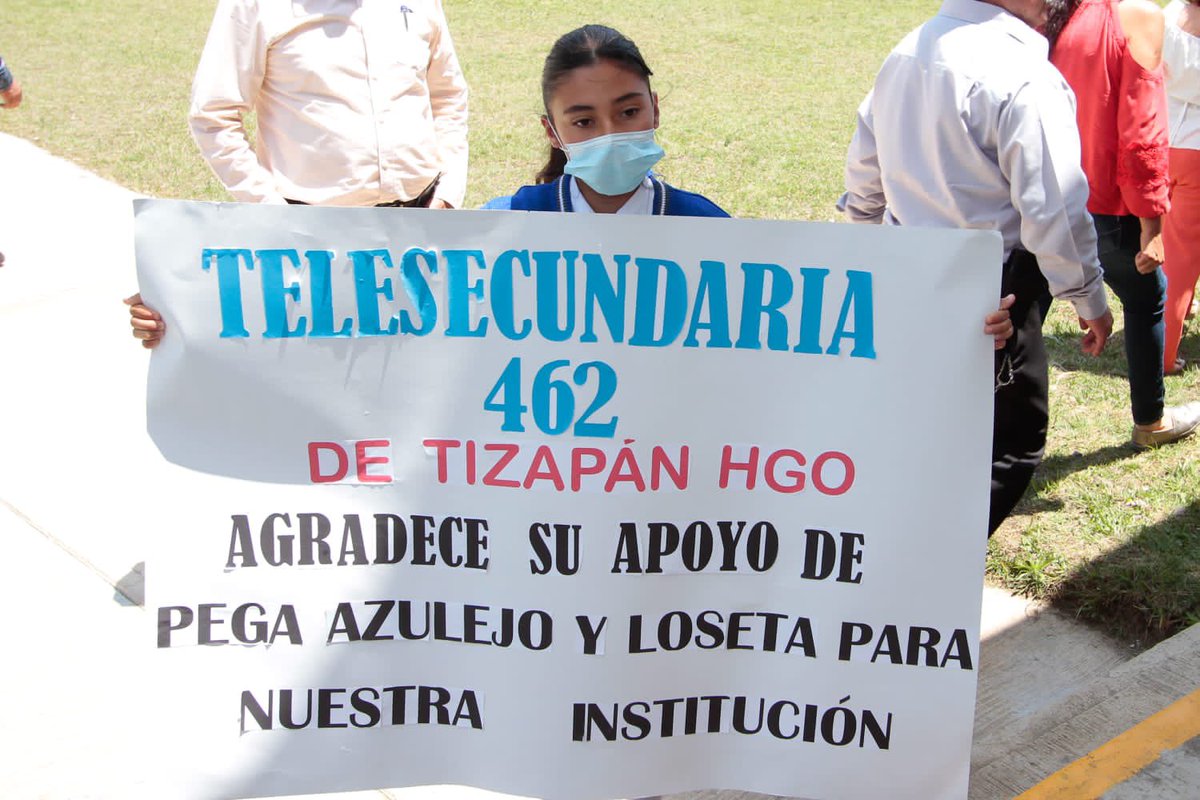 TELESECUNDARIA
462
DE TIZAPÁN HGO
AGRADECE SU APOYO DE
PEGA AZULEJO Y LOSETA PARA
NUESTRA INSTITUCIÓN